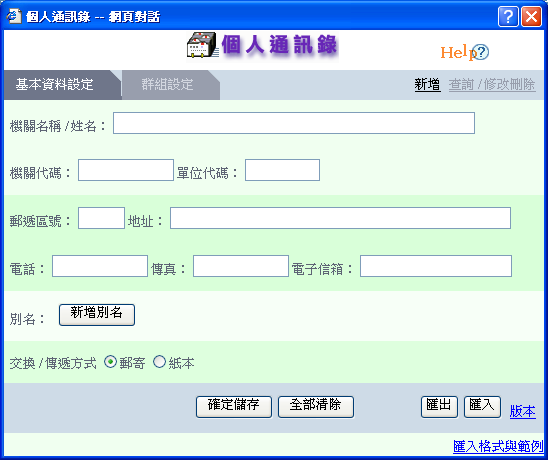 個人通訊錄 -- 網頁對話
個人通訊錄
Help?
基本資料設定 群組設定 新增 查詢/修改刪除
機關名稱/姓名：
機關代碼： 單位代碼：
郵遞區號： 地址：
電話： 傳真： 電子信箱：
別名： 新增別名
交換/傳遞方式 郵寄 紙本
確定儲存 全部清除 匯出 匯入 版本
匯入格式與範例